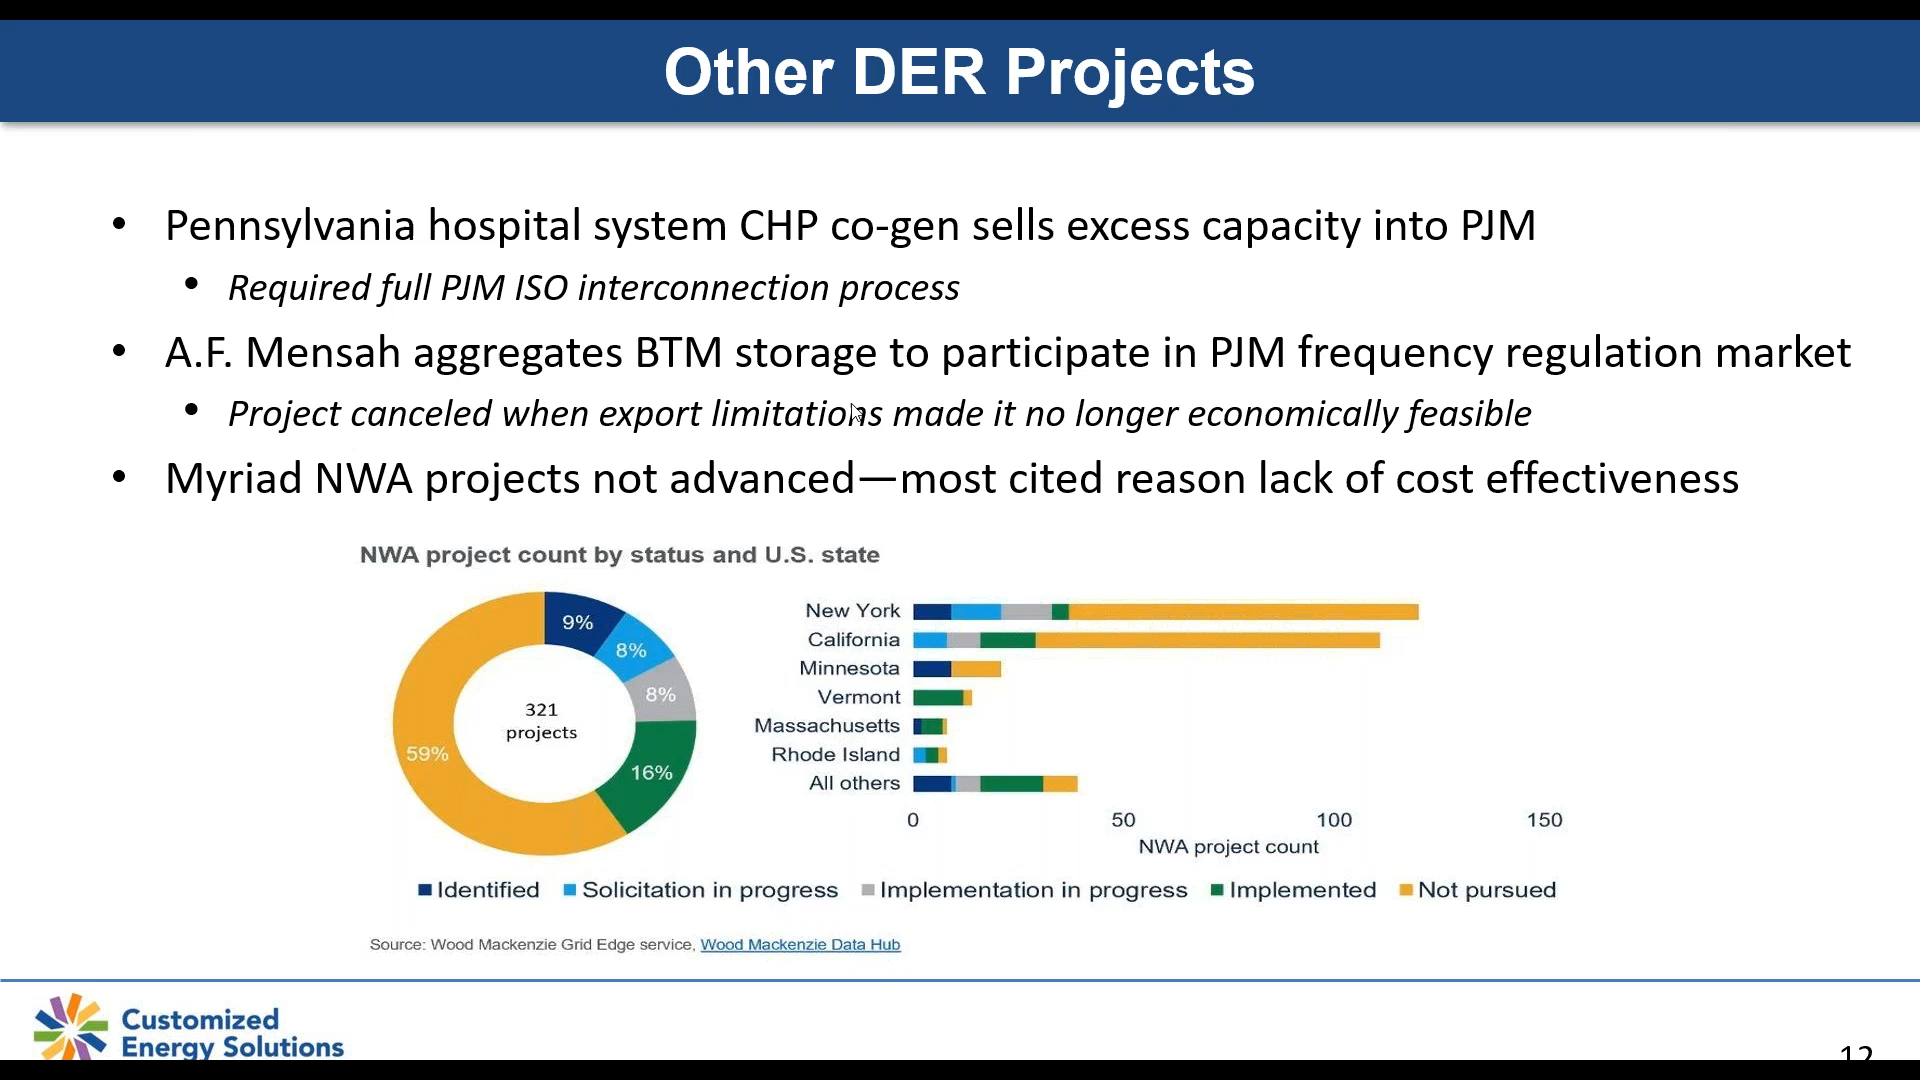 Other DER Projects
• Pennsylvania hospital system CHP co-gen sells excess capacity into PJM
• Required full PJM ISO interconnection process
• A.F. Mensah aggregates BTM storage to participate in PJM frequency regulation market
• Project canceled when export limitations made it no longer economically feasible
• Myriad NWA projects not advanced—most cited reason lack of cost effectiveness
NWA project count by status and U.S. state
9%
8%
8%
16%
59%
321
projects
New York
California
Minnesota
Vermont
Massachusetts
Rhode Island
All others
0 50 100 150
NWA project count
Identified Solicitation in progress Implementation in progress Implemented Not pursued
Source: Wood Mackenzie Grid Edge service, Wood Mackenzie Data Hub
Customized
Energy Solutions
12